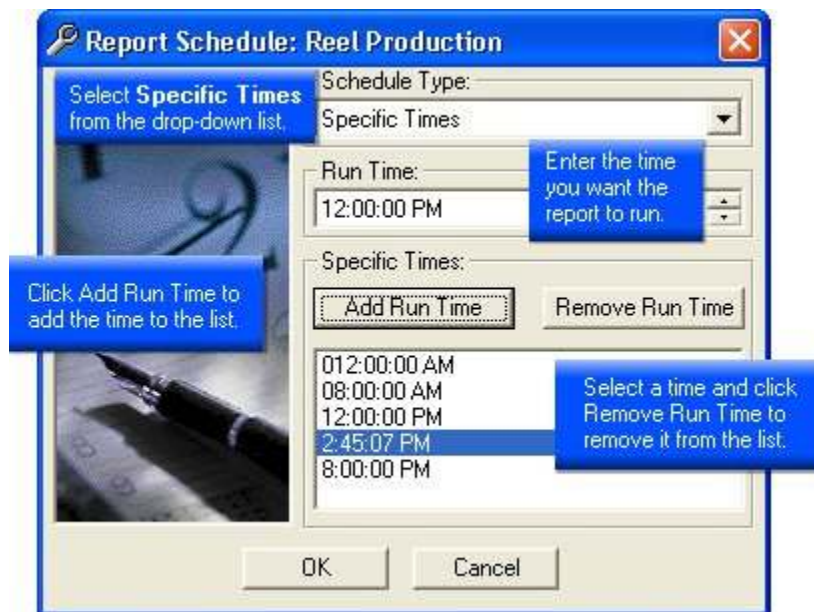 Report Schedule: Reel Production
Select Specific Times
from the drop-down list.
Schedule Type:
Specific Times
Run Time:
12:00:00 PM
Enter the time
you want the
report to run.
Specific Times:
Click Add Run Time to
add the time to the list.
Add Run Time
Remove Run Time
012:00:00 AM
08:00:00 AM
12:00:00 PM
2:45:07 PM
8:00:00 PM
Select a time and click
Remove Run Time to
remove it from the list.
OK
Cancel